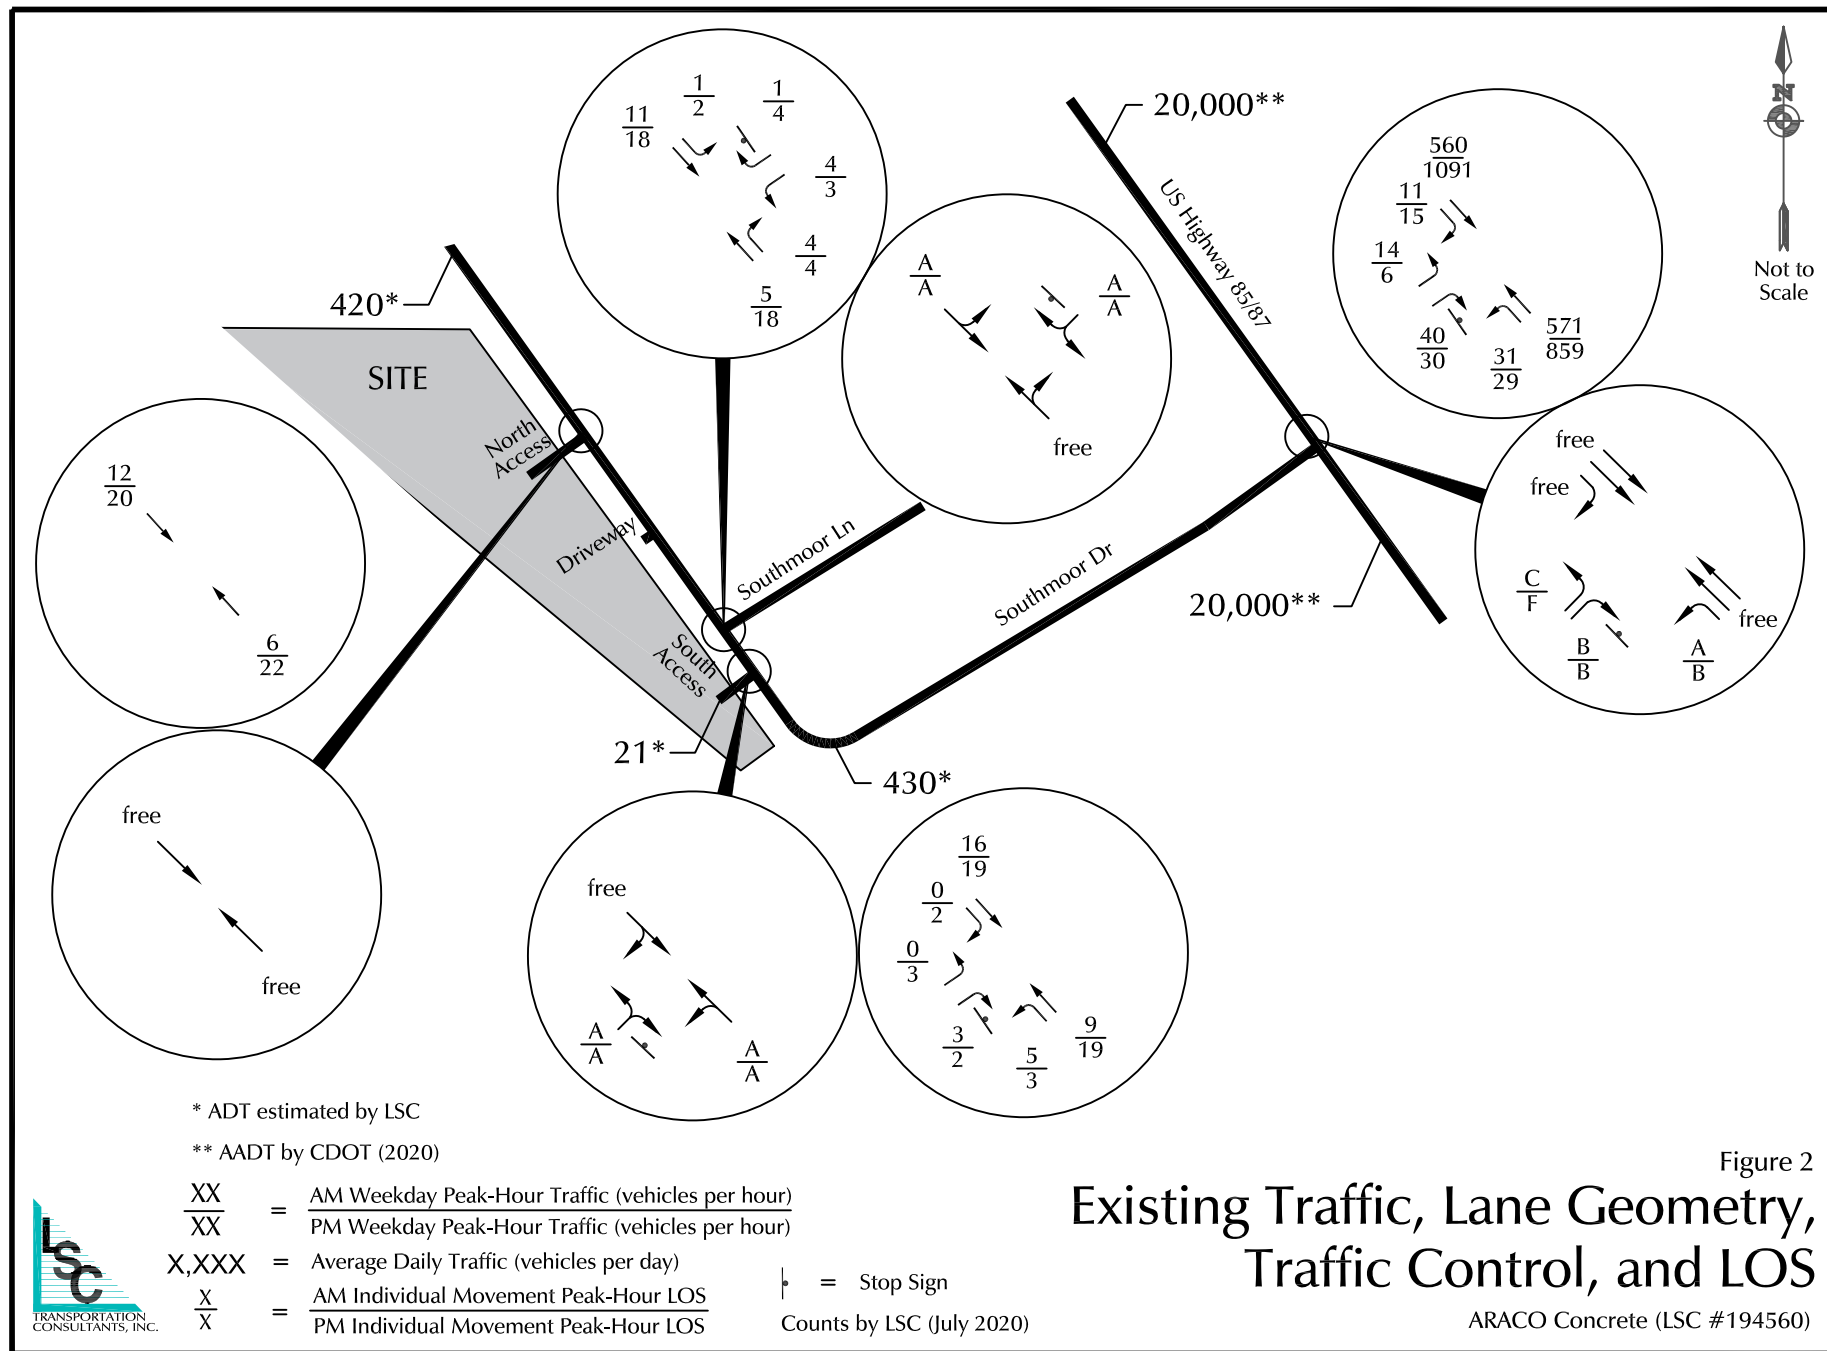 1
2
1
4
11
18
4
3
4
4
5
18
20,000**
560
1091
11
15
14
6
40
30
31
29
571
859
N
Not to
Scale
US Highway 85/87
420*
SITE
A
A
A
A
free
North
Access
12
20
6
22
Driveway
Southmoor Ln
Southmoor Dr
South
Access
20,000**
free
free
C
F
B
B
A
B
free
21*
430*
free
free
free
A
A
A
A
16
19
0
2
0
3
3
2
5
3
9
19
* ADT estimated by LSC
** AADT by CDOT (2020)
XX
XX
=
AM Weekday Peak-Hour Traffic (vehicles per hour)
PM Weekday Peak-Hour Traffic (vehicles per hour)
X,XXX = Average Daily Traffic (vehicles per day)
X
X
=
AM Individual Movement Peak-Hour LOS
PM Individual Movement Peak-Hour LOS
= Stop Sign
Counts by LSC (July 2020)
LSC
TRANSPORTATION
CONSULTANTS, INC.
Figure 2
Existing Traffic, Lane Geometry,
Traffic Control, and LOS
ARACO Concrete (LSC #194560)